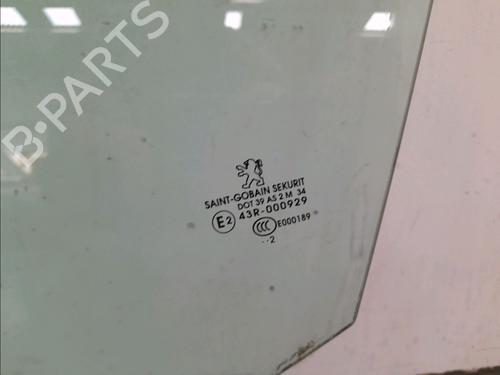 B-PARTS
SAINT-GOBAIN SEKURIT
DOT 39 AS 2 M 34
E2 43R-000929
CCC E000189
··2